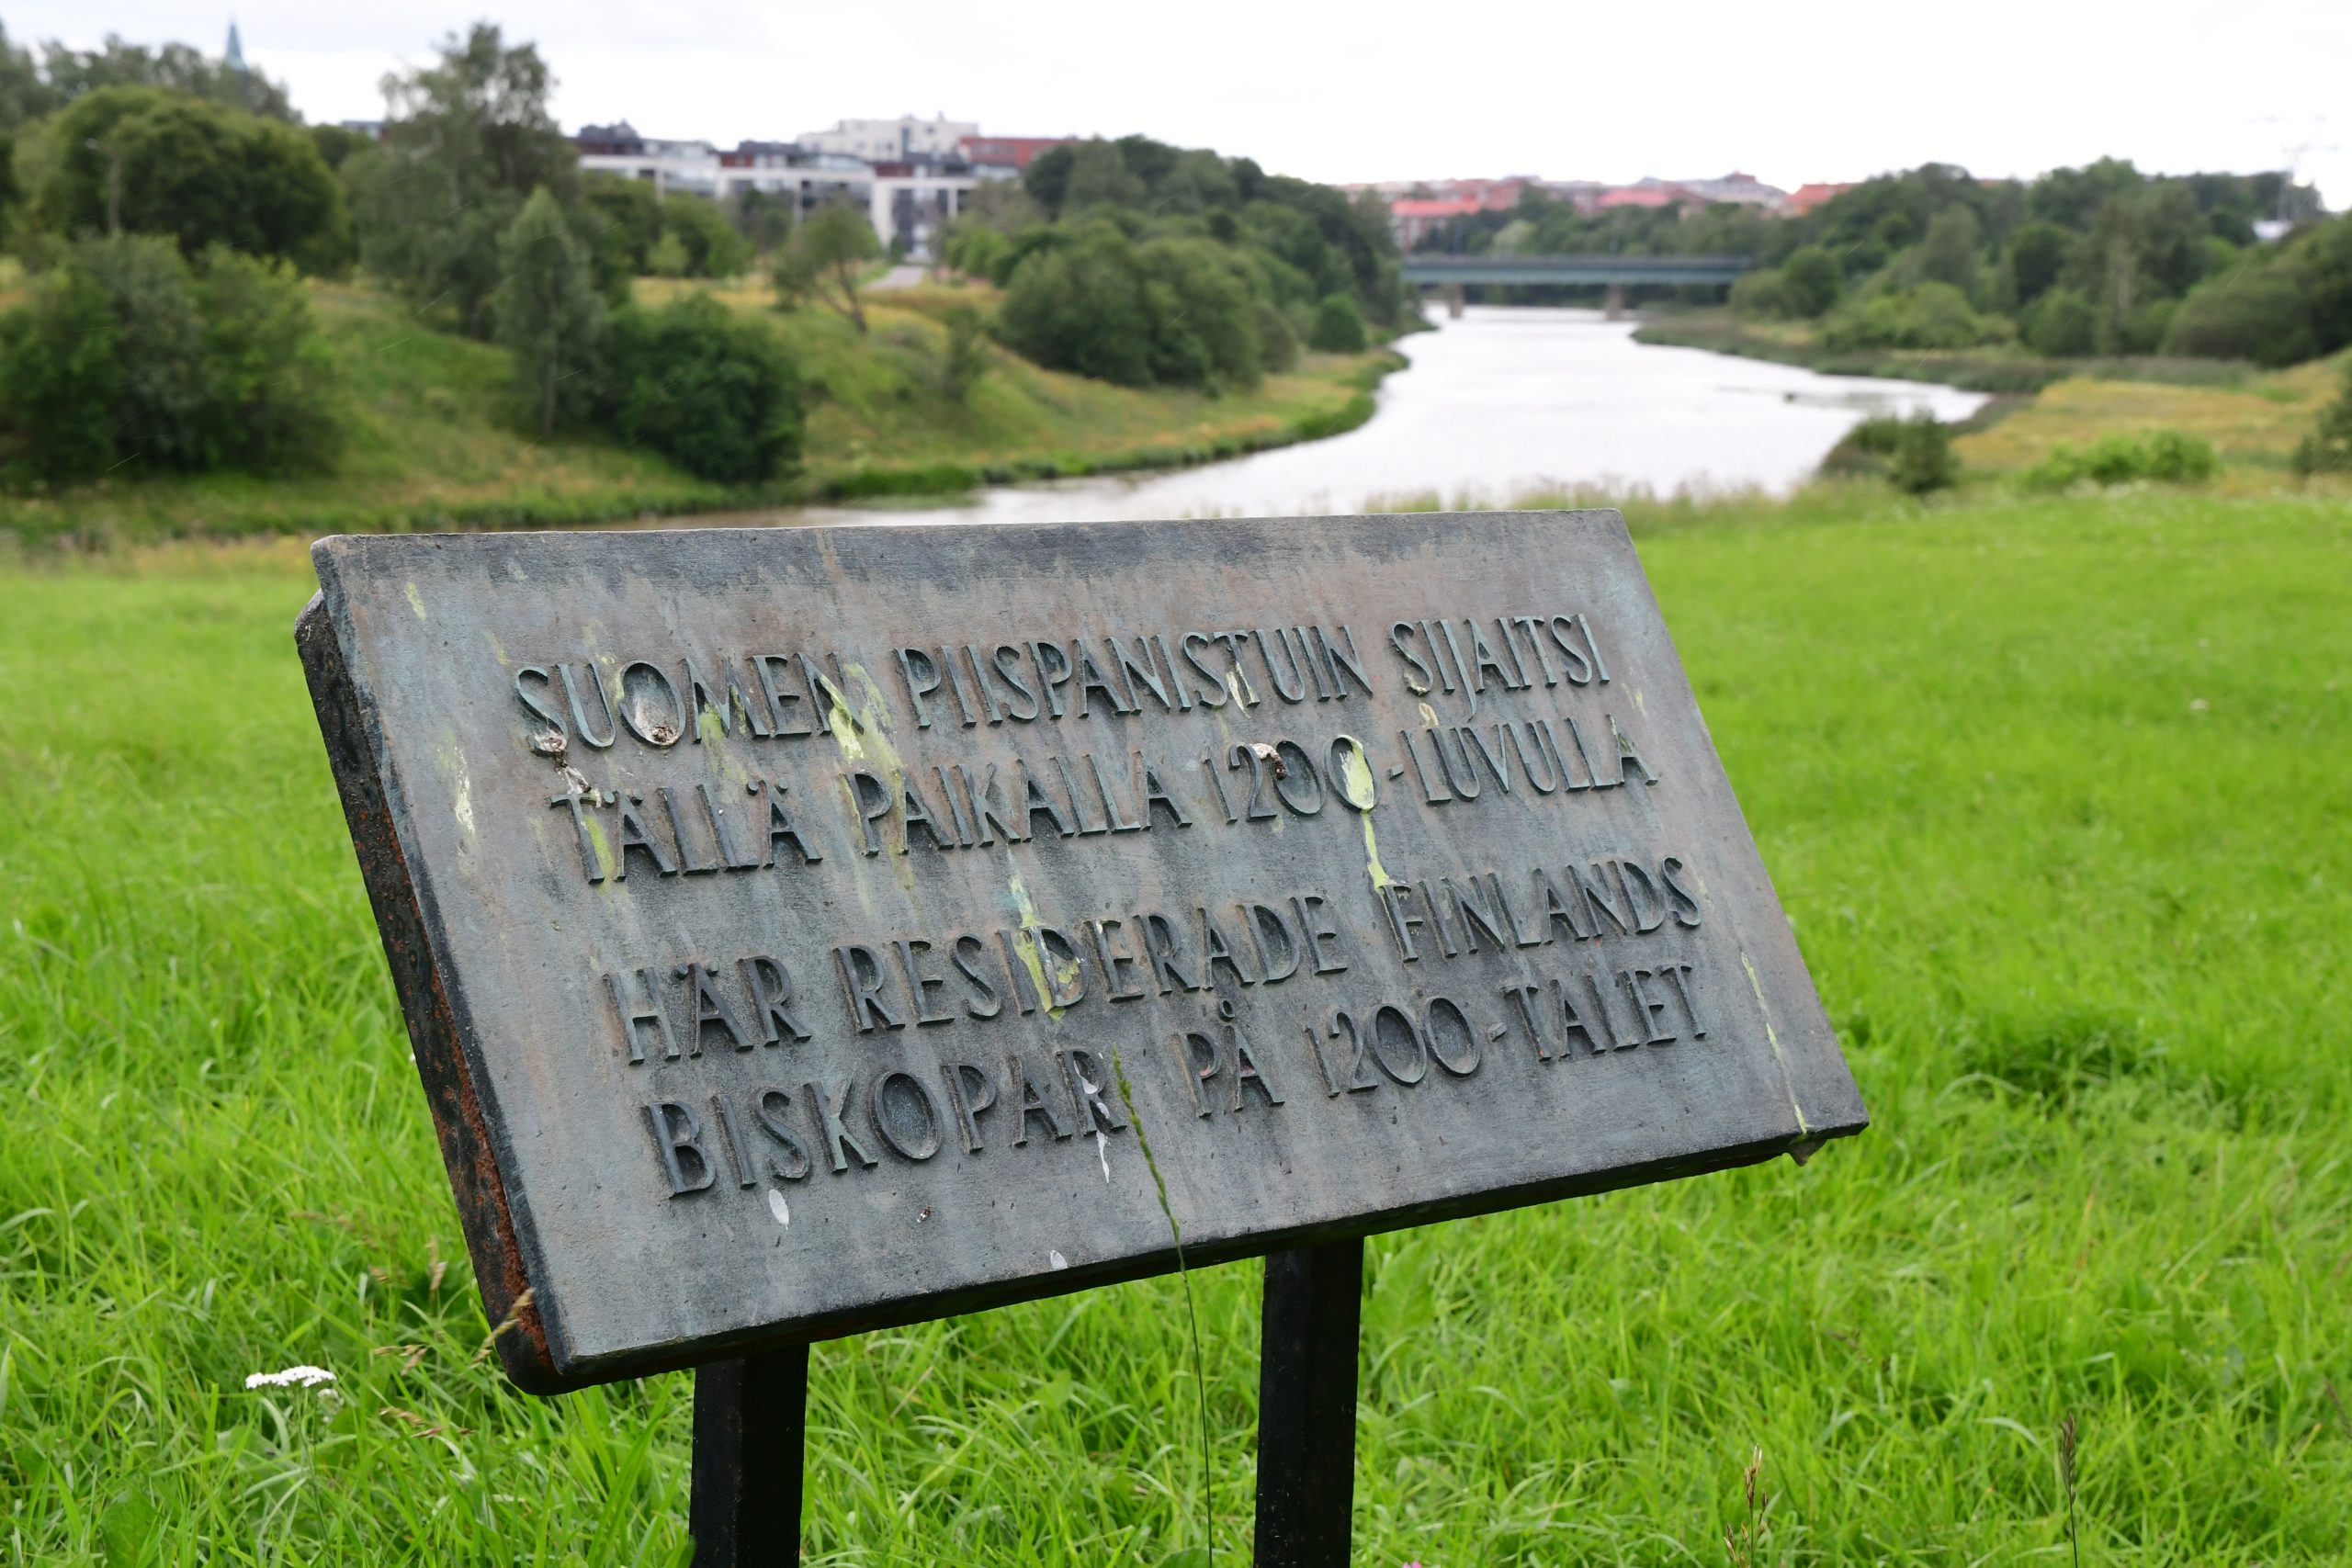 SUOMEN PIISPANISTUIN SIJAITSI
TÄLLÄ PAIKALLA 1200-LUVULLA
HÄR RESIDERADE FINLANDS
BISKOPAR PÅ 1200-TALET